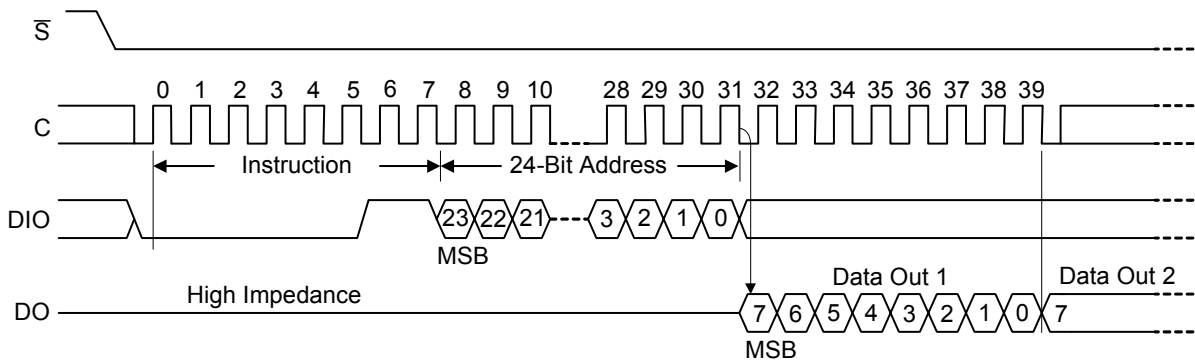 S̅
0 1 2 3 4 5 6 7 8 9 10 28 29 30 31 32 33 34 35 36 37 38 39
C
Instruction 24-Bit Address
DIO 23 22 21 3 2 1 0
MSB
High Impedance Data Out 1 Data Out 2
DO 7 6 5 4 3 2 1 0 7
MSB